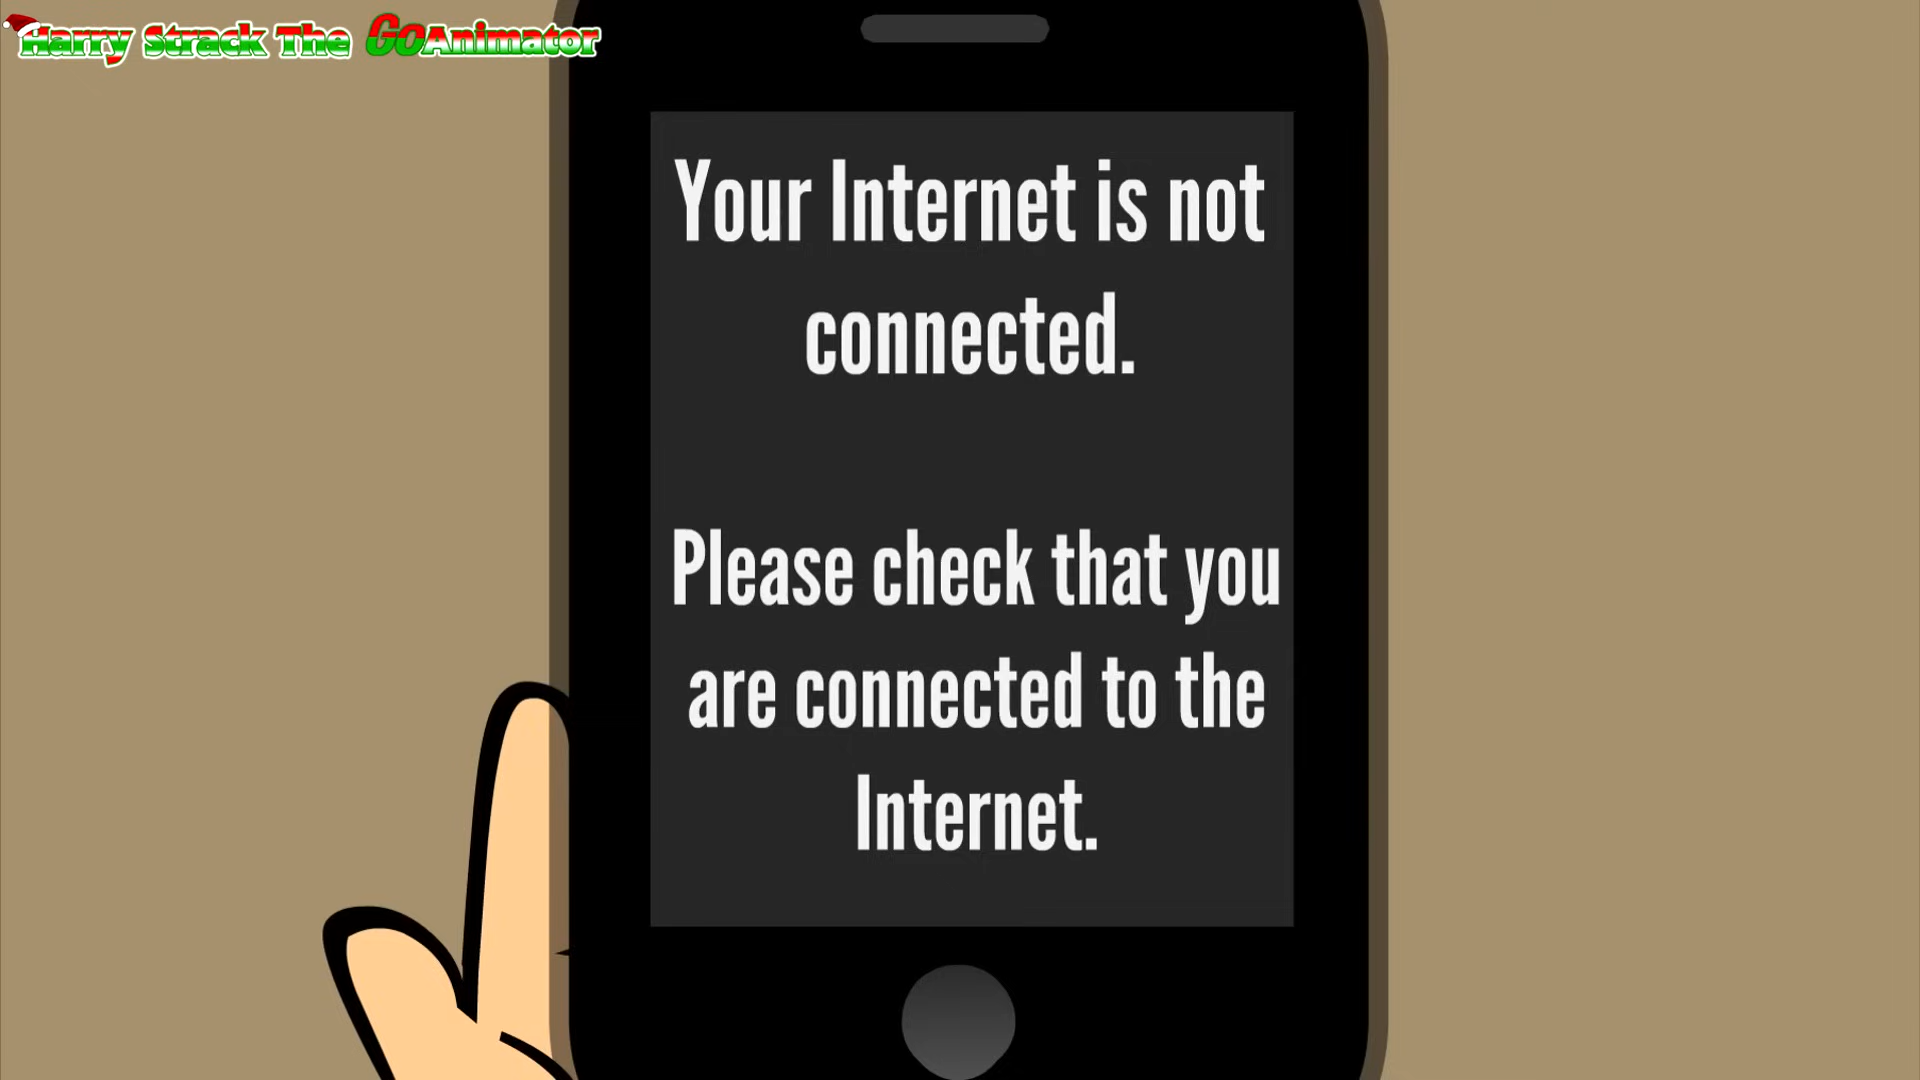 Harry Strack The GoAnimator
Your Internet is not
connected.
Please check that you
are connected to the
Internet.